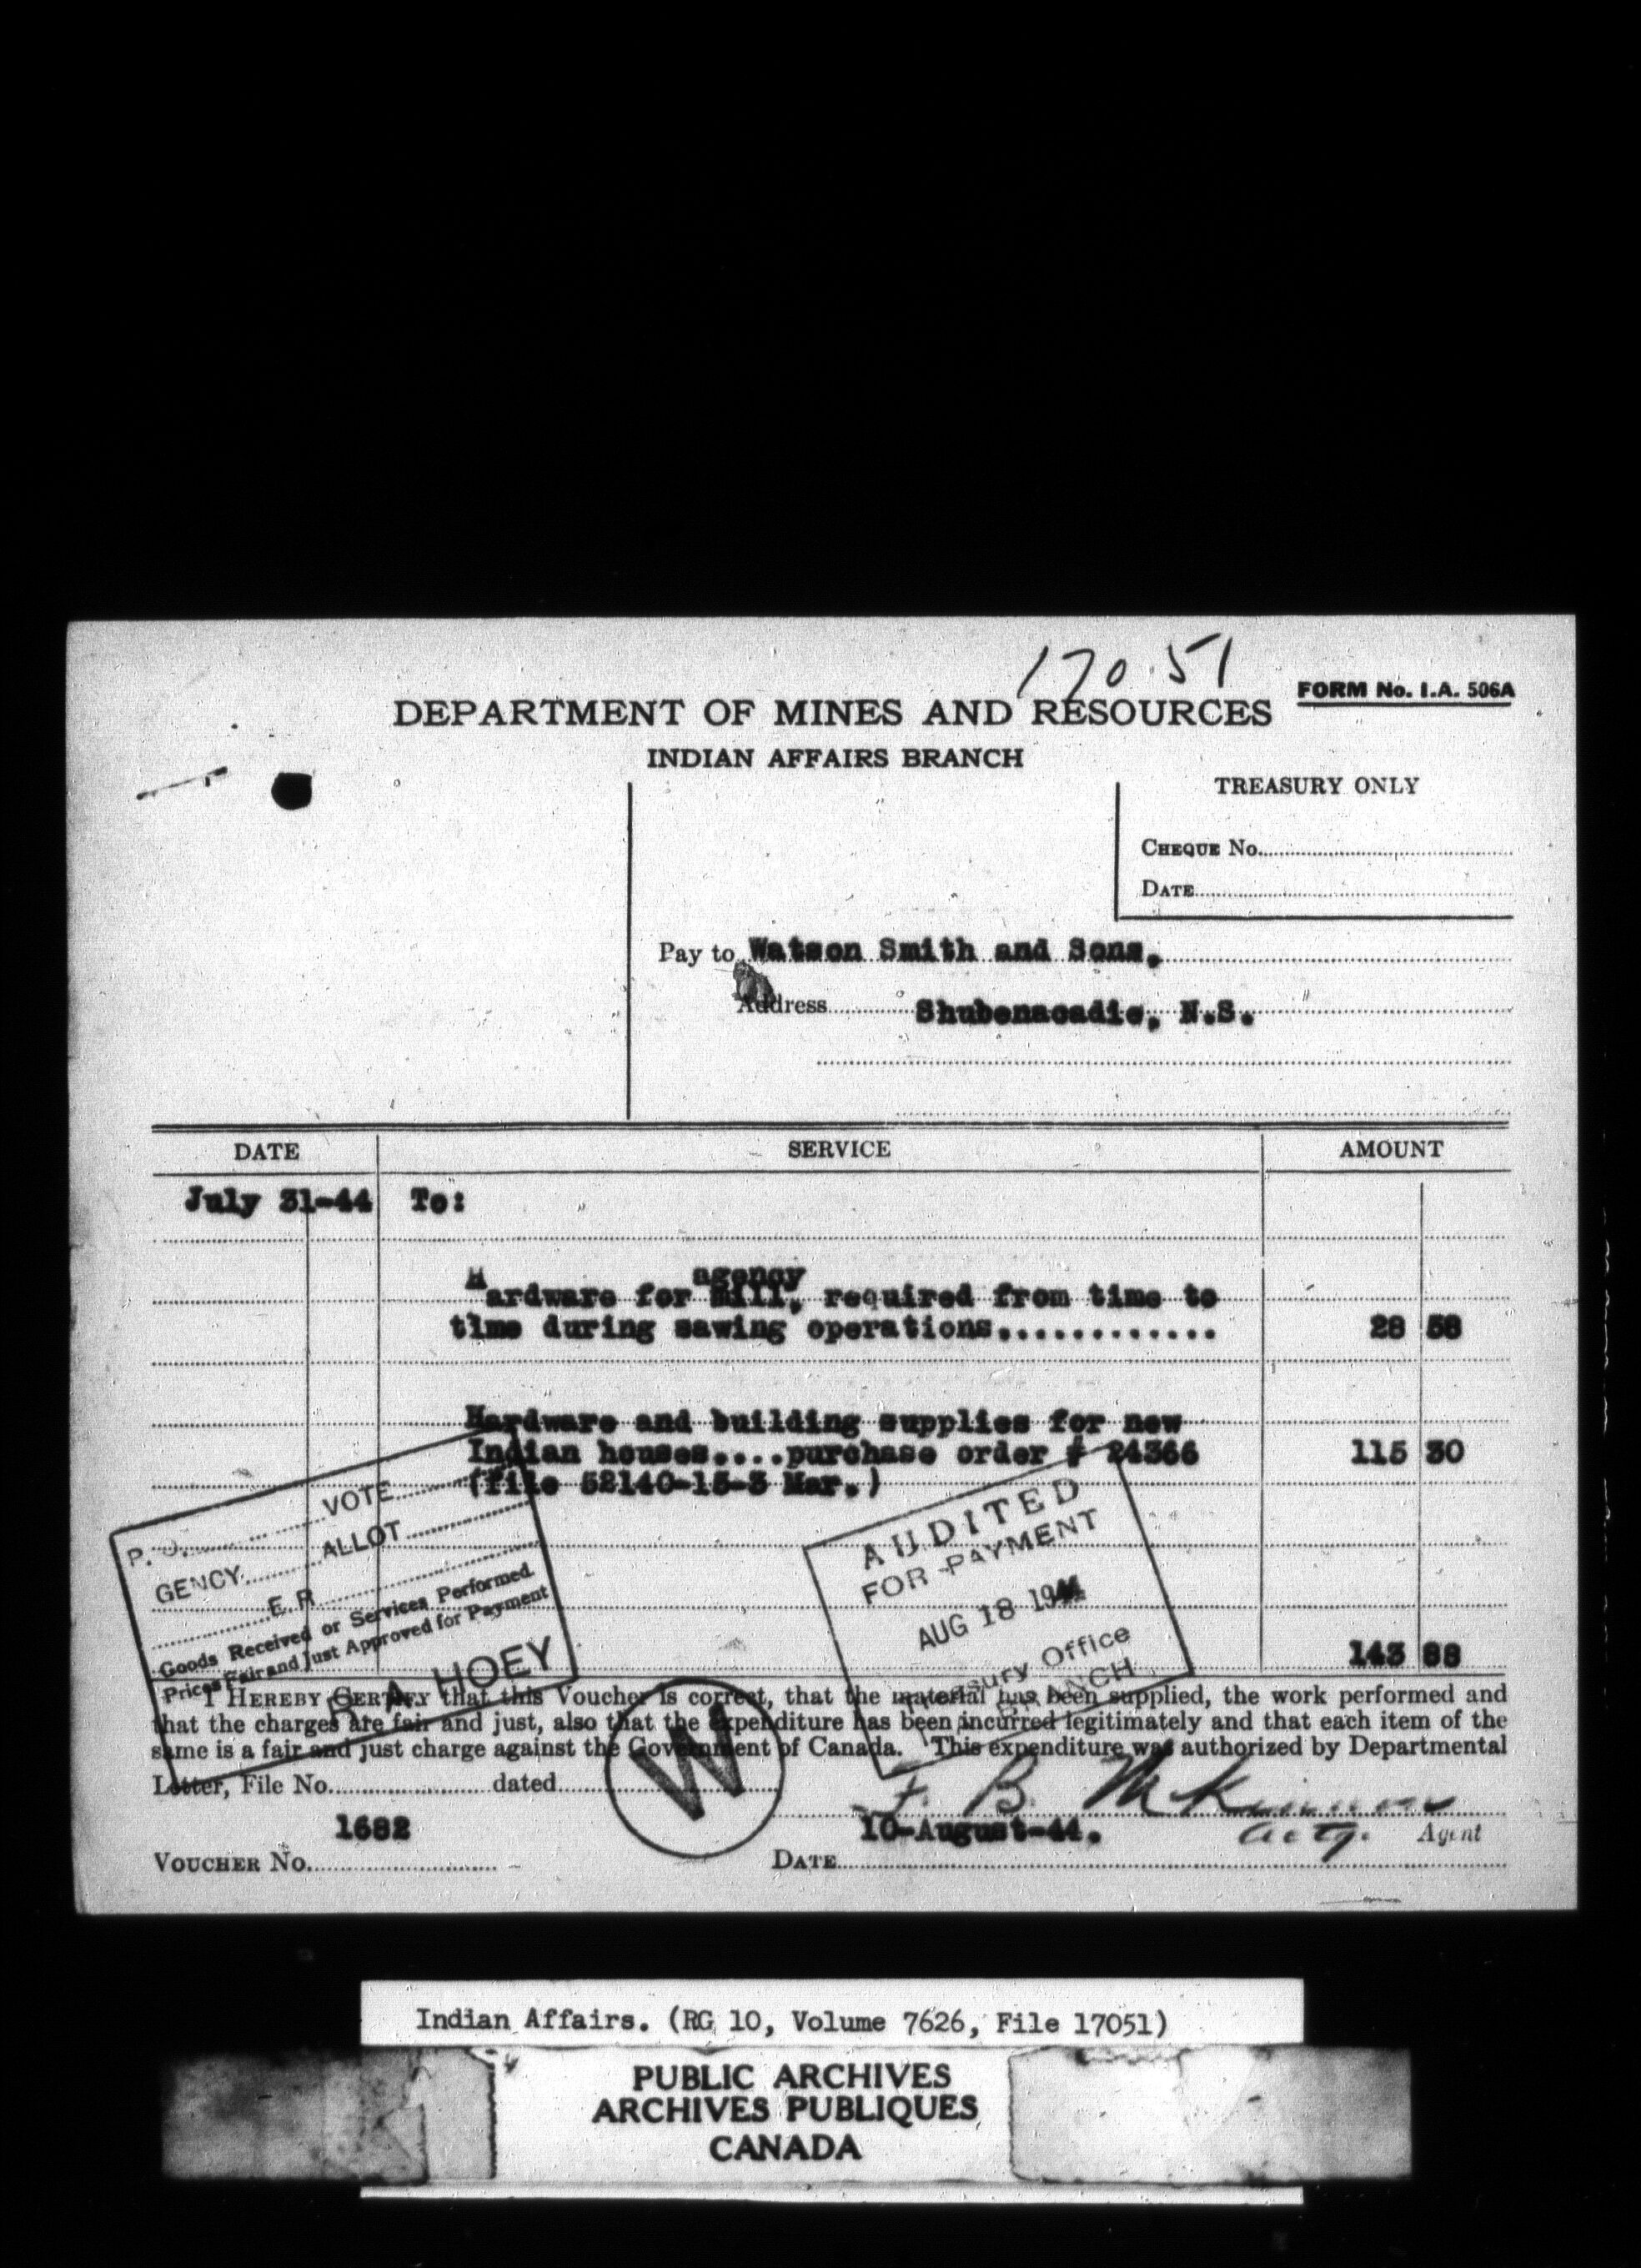 17051
FORM No. I.A. 506A
DEPARTMENT OF MINES AND RESOURCES
INDIAN AFFAIRS BRANCH
TREASURY ONLY
CHEQUE No.
DATE
Pay to Watson Smith and Sons.
Address Shubenacadie, N.S.
DATE SERVICE AMOUNT
July 31-44 To:
agency
Hardware for mill, required from time to
time during sawing operations............ 28 58
Hardware and building supplies for new
Indian houses....purchase order # 24366 115 30
(file 52140-15-3 Mar.)
P. O. VOTE
GENCY ALLOT
E. R.
Goods Received or Services Performed.
Prices Fair and Just Approved for Payment
R. A. HOEY
AUDITED
FOR PAYMENT
AUG 18 1944
Treasury Office
BRANCH
143 88
I HEREBY CERTIFY that this Voucher is correct, that the material has been supplied, the work performed and
that the charges are fair and just, also that the expenditure has been incurred legitimately and that each item of the
same is a fair and just charge against the Government of Canada. This expenditure was authorized by Departmental
Letter, File No. dated
W
F. B. McKinnon
1682 10-August-44. Actg. Agent
VOUCHER No. DATE
Indian Affairs. (RG 10, Volume 7626, File 17051)
PUBLIC ARCHIVES
ARCHIVES PUBLIQUES
CANADA